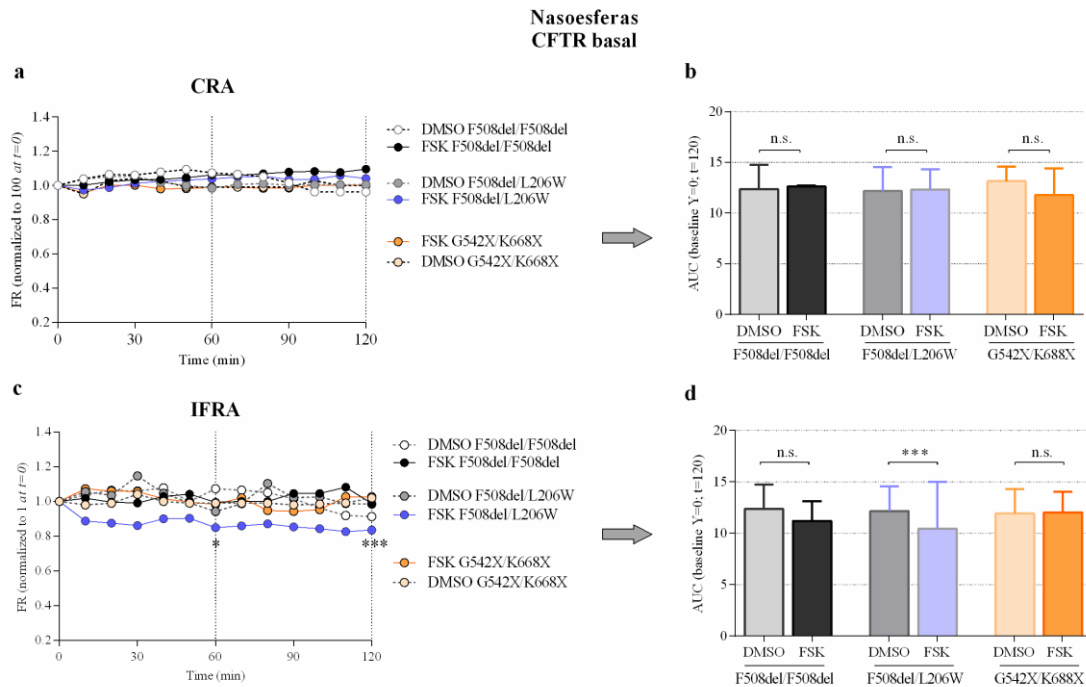 Nasoesferas
CFTR basal
a
CRA
FR (normalized to 100 at t=0)
1.4
1.2
1.0
0.8
0.6
0.4
0.2
0
30
60
90
120
Time (min)
DMSO F508del/F508del
FSK F508del/F508del
DMSO F508del/L206W
FSK F508del/L206W
FSK G542X/K668X
DMSO G542X/K668X
b
AUC (baseline Y=0; t=120)
20
15
10
5
0
n.s.
n.s.
n.s.
DMSO FSK
DMSO FSK
DMSO FSK
F508del/F508del
F508del/L206W
G542X/K688X
c
IFRA
FR (normalized to 1 at t=0)
1.4
1.2
1.0
0.8
0.6
0.4
0.2
*
***
0
30
60
90
120
Time (min)
DMSO F508del/F508del
FSK F508del/F508del
DMSO F508del/L206W
FSK F508del/L206W
FSK G542X/K668X
DMSO G542X/K668X
d
AUC (baseline Y=0; t=120)
20
15
10
5
0
n.s.
***
n.s.
DMSO FSK
DMSO FSK
DMSO FSK
F508del/F508del
F508del/L206W
G542X/K688X